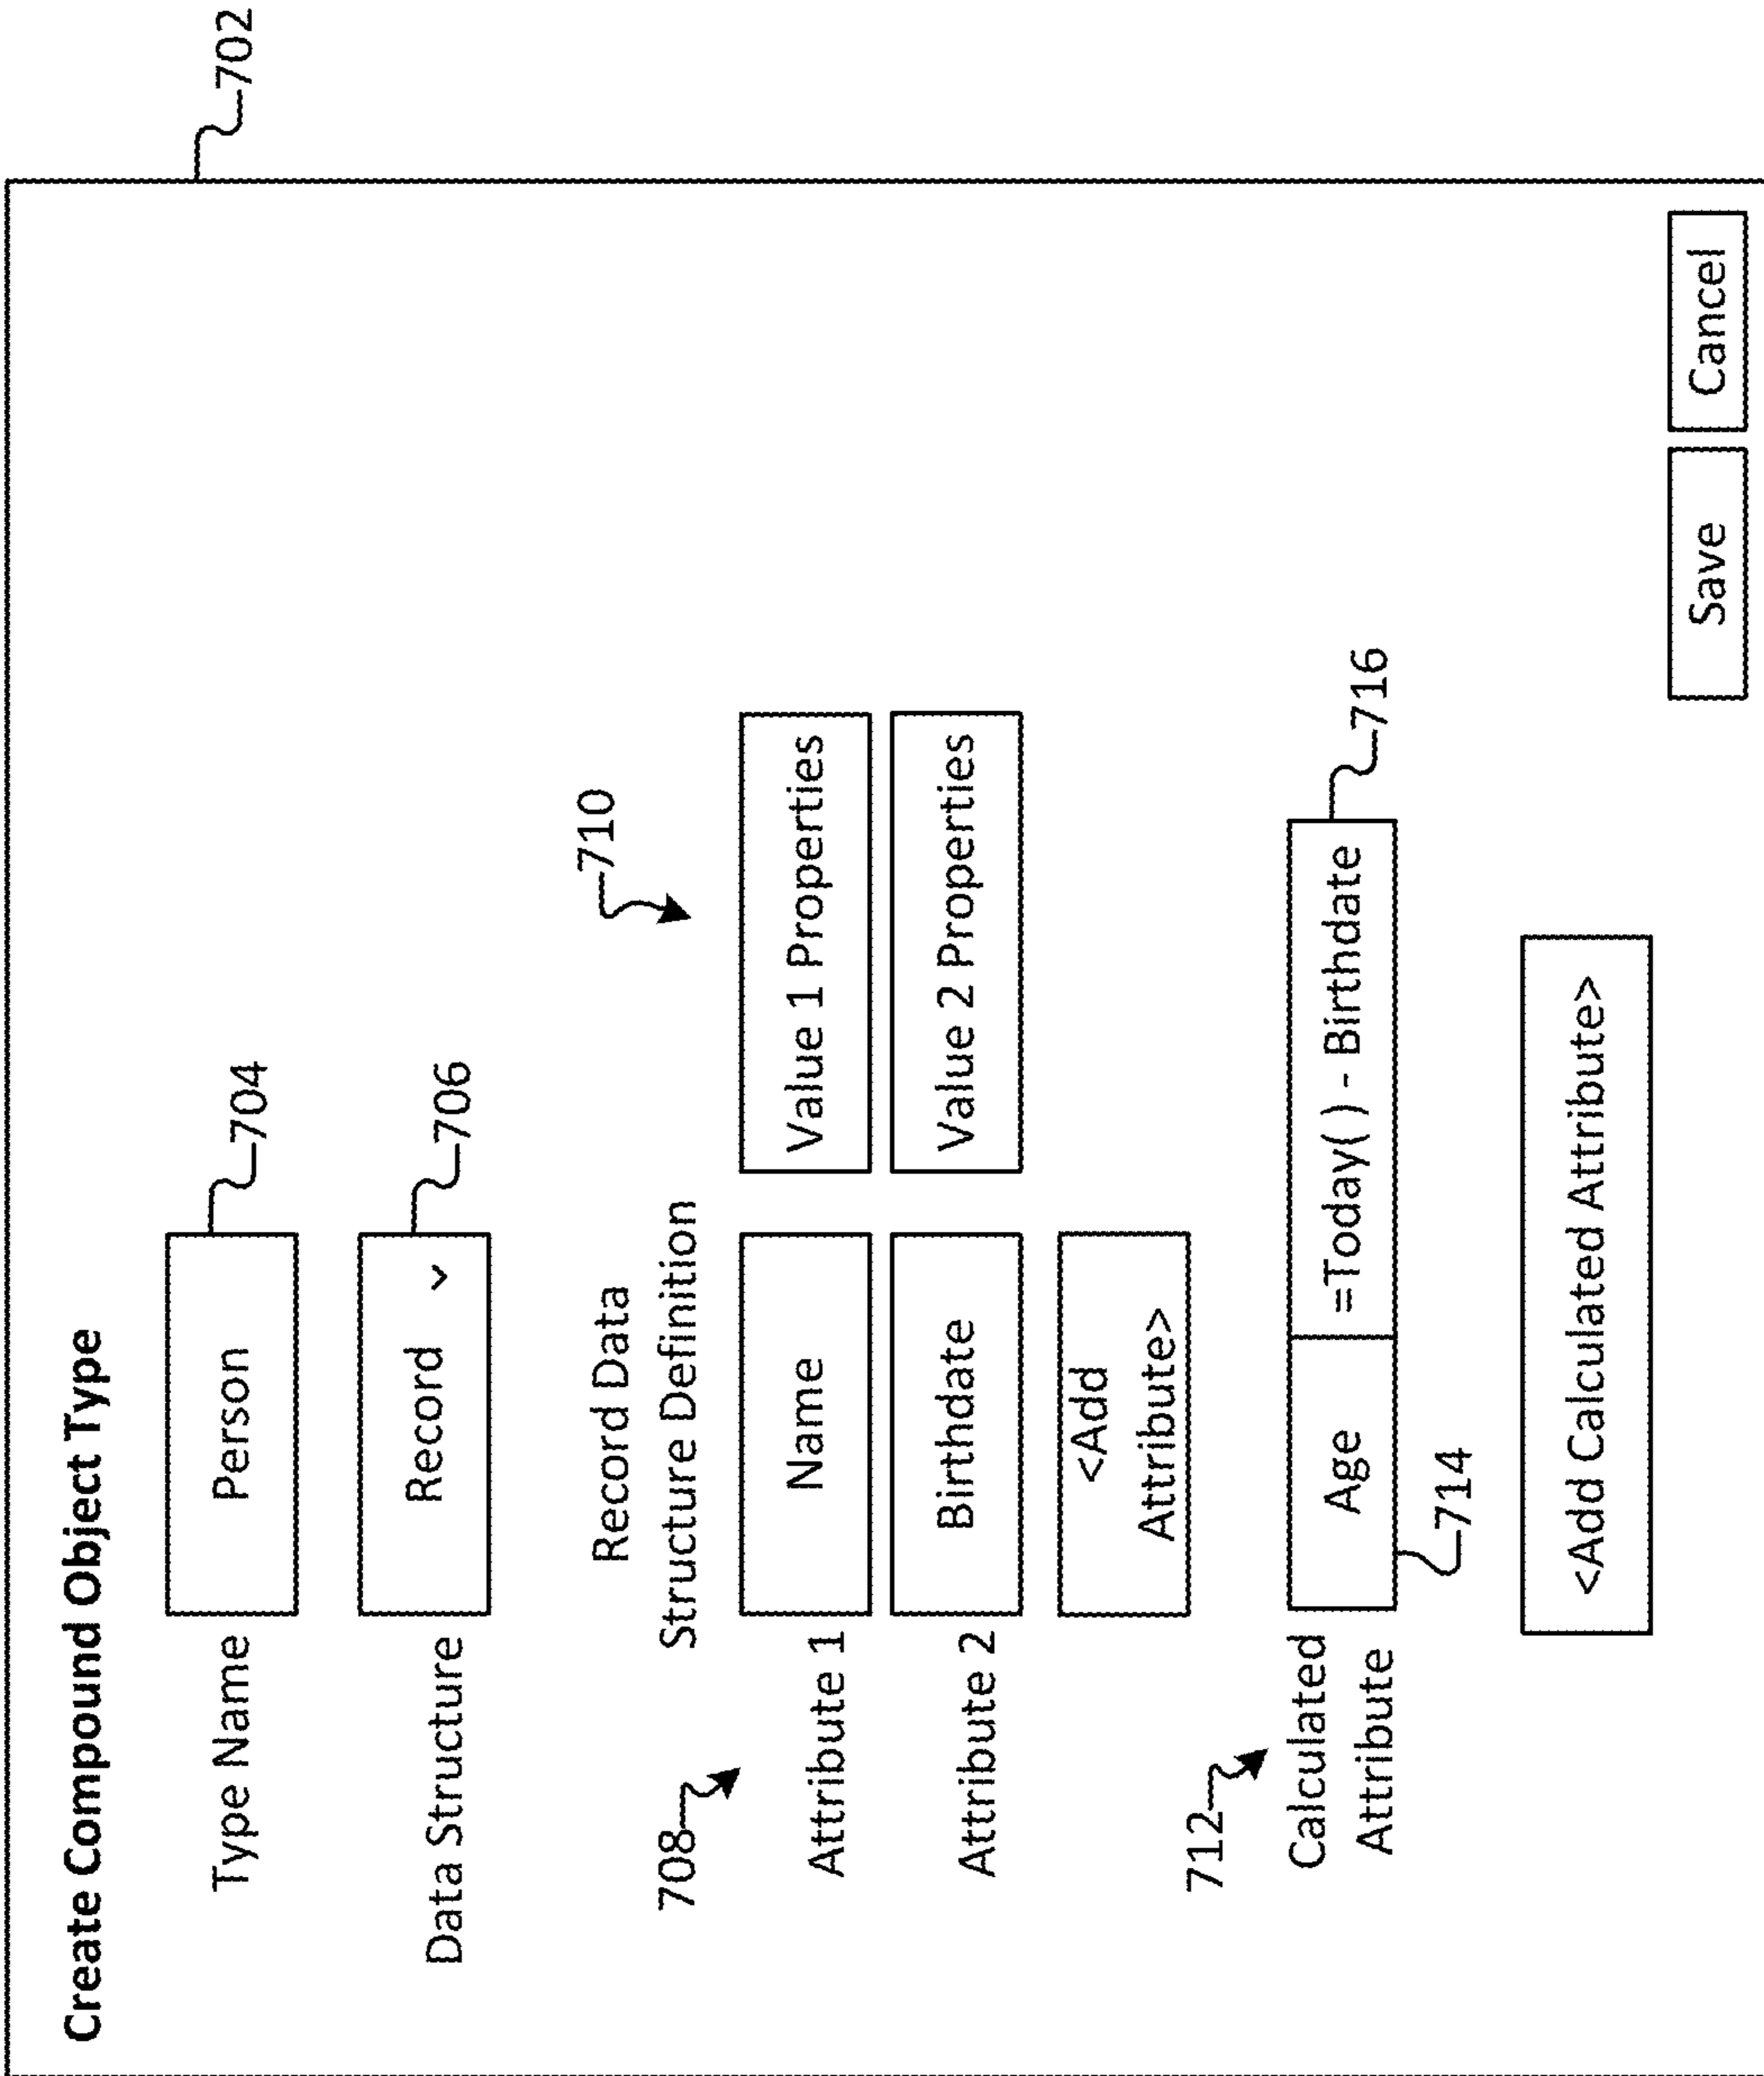 Create Compound Object Type
702
Type Name
Person
704
Data Structure
Record
706
Record Data
Structure Definition
708
710
Attribute 1
Name
Value 1 Properties
Attribute 2
Birthdate
Value 2 Properties
<Add
Attribute>
712
Calculated
Attribute
Age
=Today( ) - Birthdate
716
714
<Add Calculated Attribute>
Save
Cancel